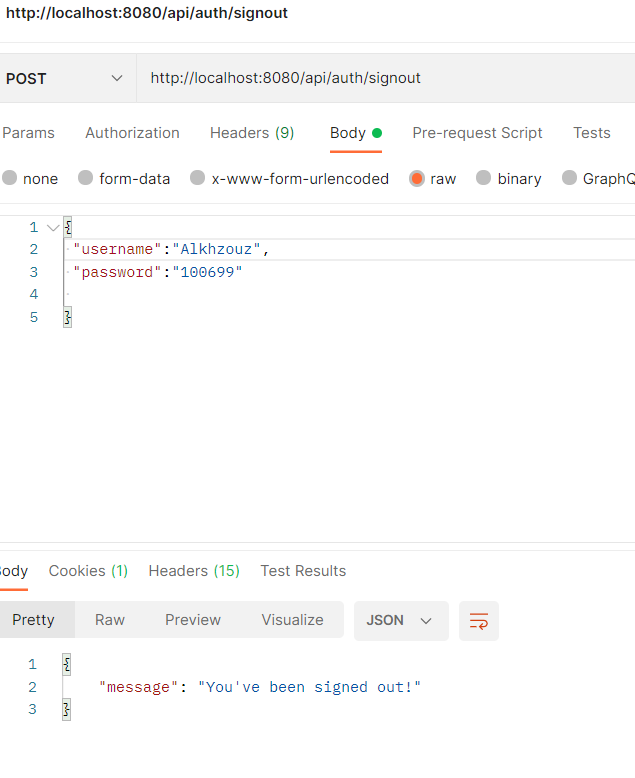 http://localhost:8080/api/auth/signout
POST http://localhost:8080/api/auth/signout
Params Authorization Headers (9) Body Pre-request Script Tests
none form-data x-www-form-urlencoded raw binary GraphQ
1 {
2 "username":"Alkhzouz",
3 "password":"100699"
4
5 }
ody Cookies (1) Headers (15) Test Results
Pretty Raw Preview Visualize JSON
1 {
2 "message": "You've been signed out!"
3 }